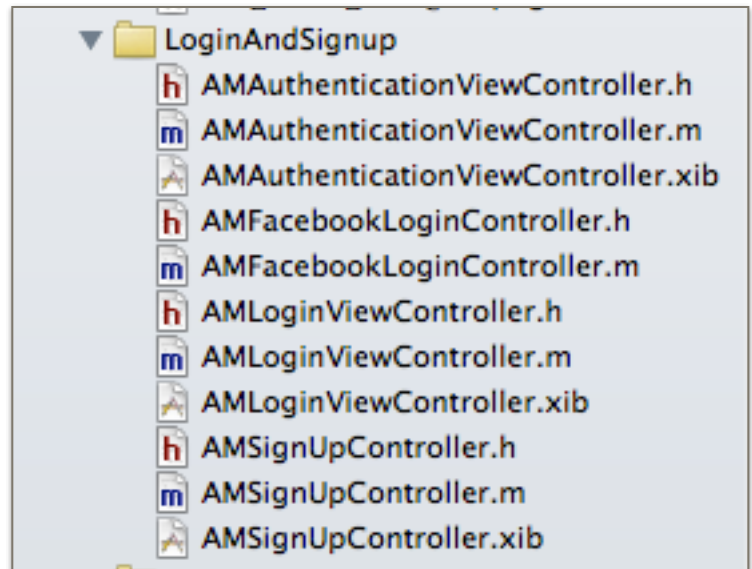 LoginAndSignup
h AMAuthenticationViewController.h
m AMAuthenticationViewController.m
AMAuthenticationViewController.xib
h AMFacebookLoginController.h
m AMFacebookLoginController.m
h AMLoginViewController.h
m AMLoginViewController.m
AMLoginViewController.xib
h AMSignUpController.h
m AMSignUpController.m
AMSignUpController.xib